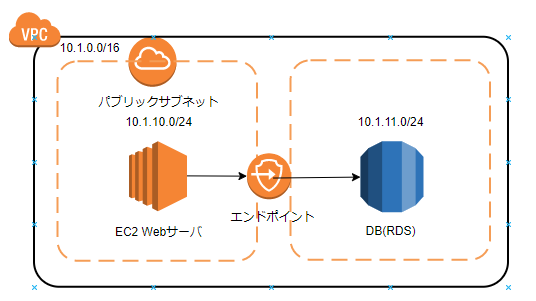 VPC
10.1.0.0/16
パブリックサブネット
10.1.10.0/24
10.1.11.0/24
エンドポイント
EC2 Webサーバ
DB(RDS)